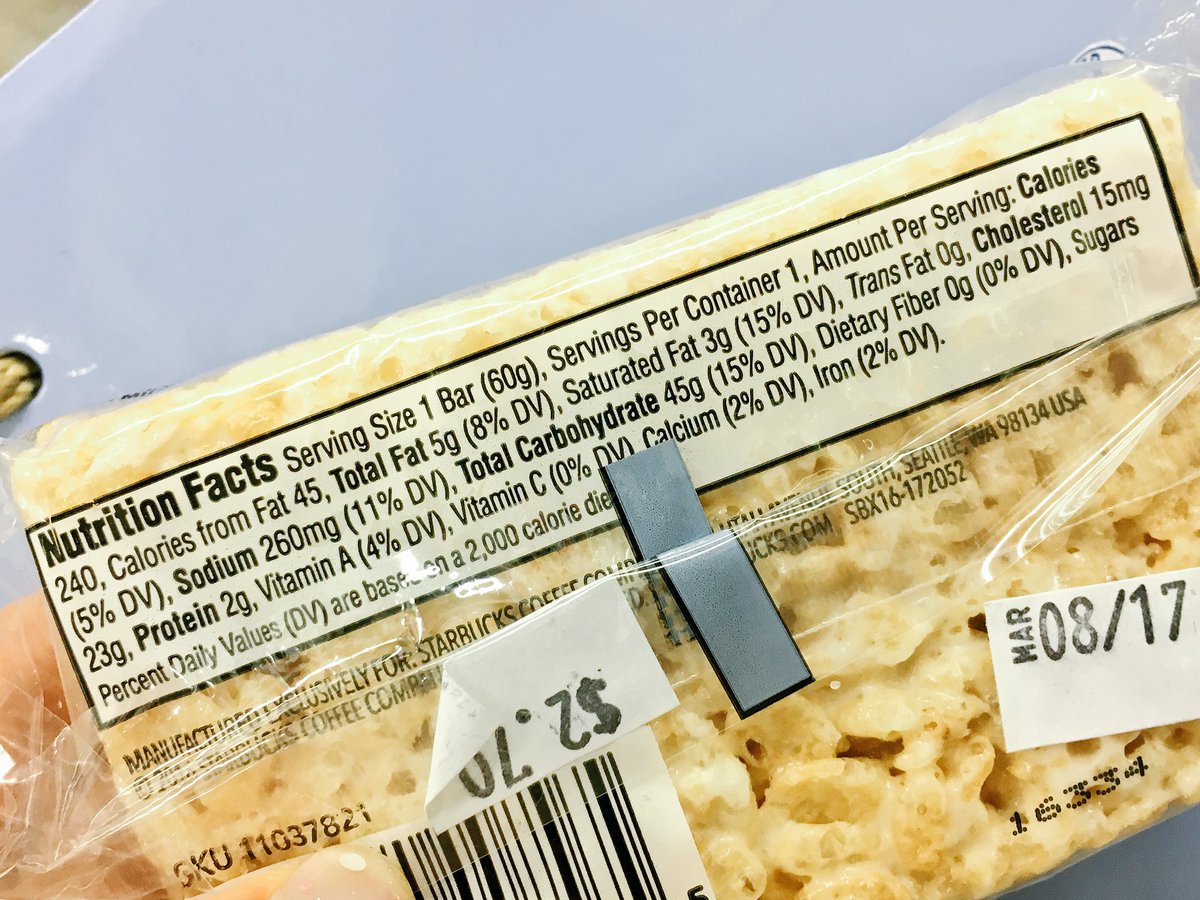 Nutrition Facts Serving Size 1 Bar (60g), Servings Per Container 1, Amount Per Serving: Calories
240, Calories from Fat 45, Total Fat 5g (8% DV), Saturated Fat 3g (15% DV), Trans Fat 0g, Cholesterol 15mg
(5% DV), Sodium 260mg (11% DV), Total Carbohydrate 45g (15% DV), Dietary Fiber 0g (0% DV), Sugars
23g, Protein 2g, Vitamin A (4% DV), Vitamin C (0% DV), Calcium (2% DV), Iron (2% DV).
Percent Daily Values (DV) are based on a 2,000 calorie
MANUFACTURED EXCLUSIVELY FOR: STARBUCKS COFFEE SOUTH, SEATTLE, WA 98134 USA
STARBUCKS COFFEE SBX16-172052
MAR 08/17
$2.70
SKU 11037821
16334
5